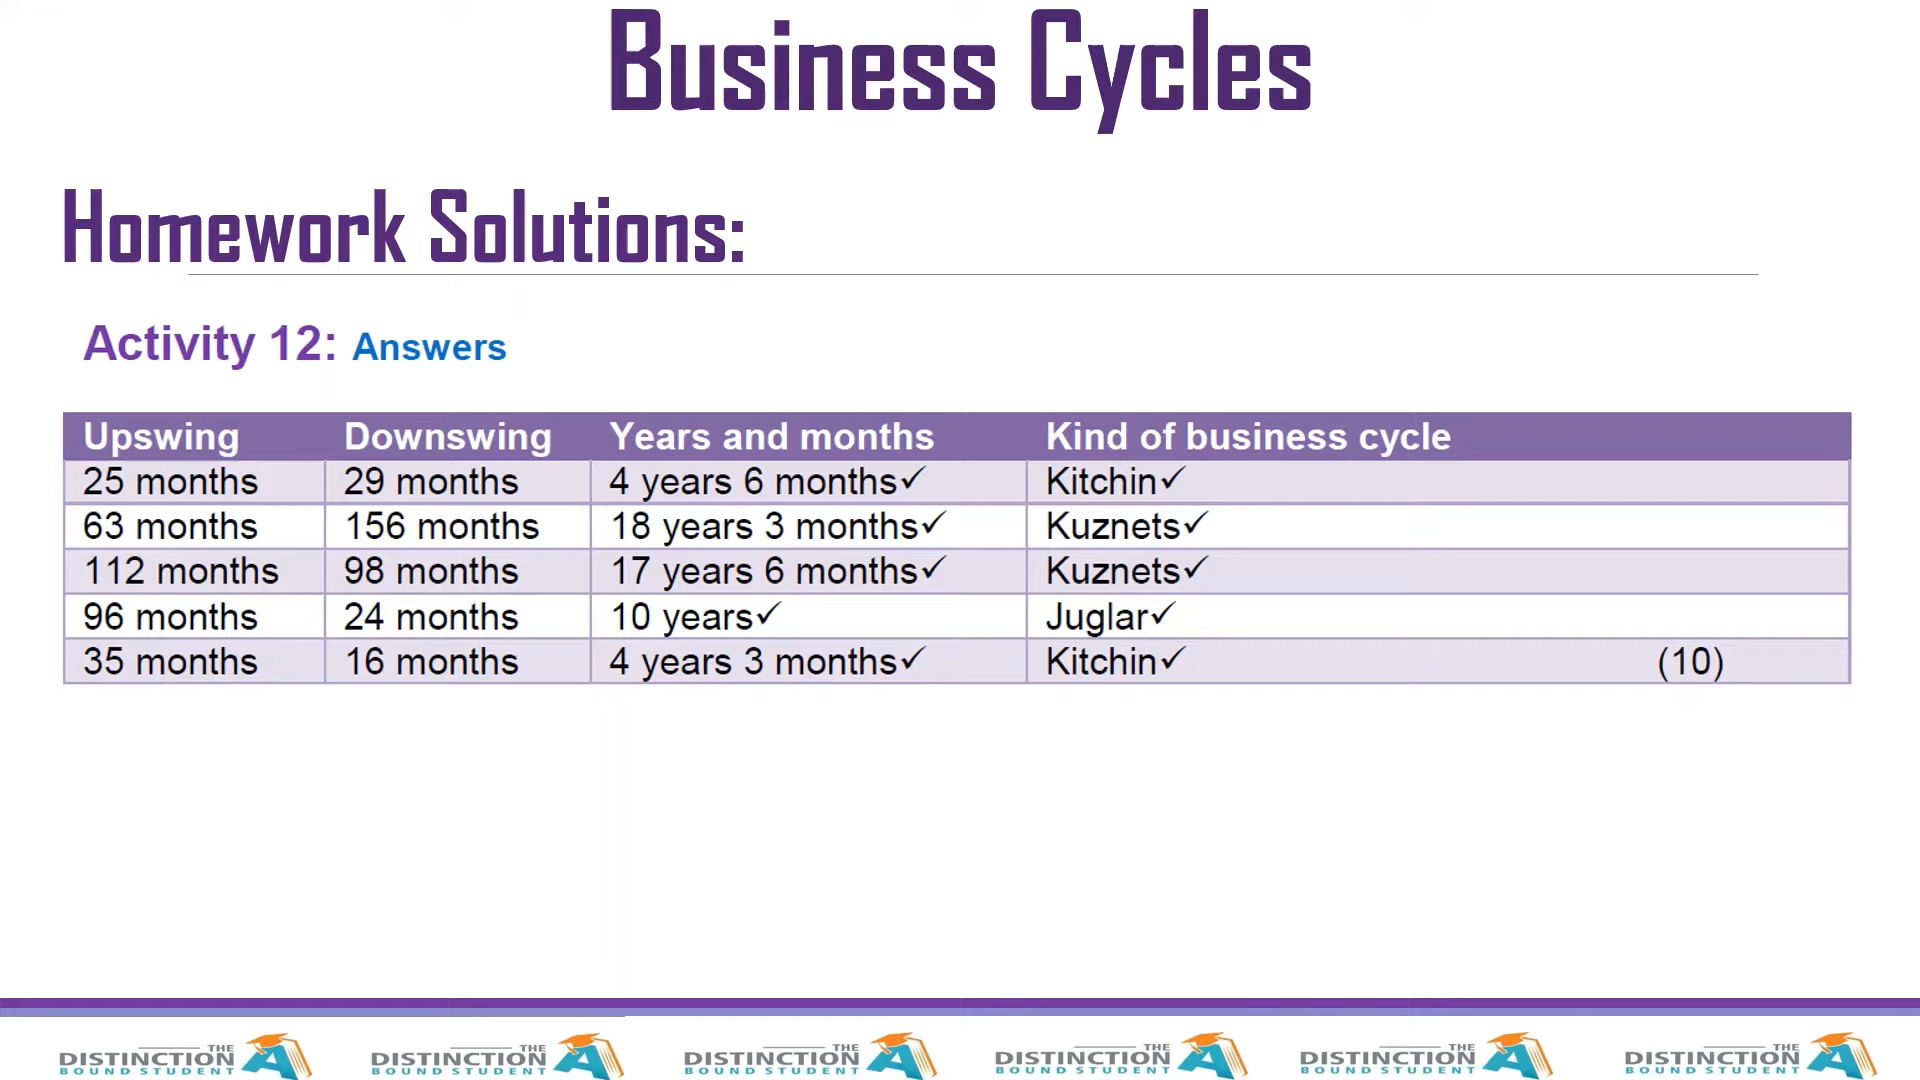 Business Cycles
Homework Solutions:
Activity 12: Answers
Upswing Downswing Years and months Kind of business cycle
25 months 29 months 4 years 6 months✓ Kitchin✓
63 months 156 months 18 years 3 months✓ Kuznets✓
112 months 98 months 17 years 6 months✓ Kuznets✓
96 months 24 months 10 years✓ Juglar✓
35 months 16 months 4 years 3 months✓ Kitchin✓ (10)
THE THE THE THE THE THE
DISTINCTION DISTINCTION DISTINCTION DISTINCTION DISTINCTION DISTINCTION
BOUND STUDENT BOUND STUDENT BOUND STUDENT BOUND STUDENT BOUND STUDENT BOUND STUDENT